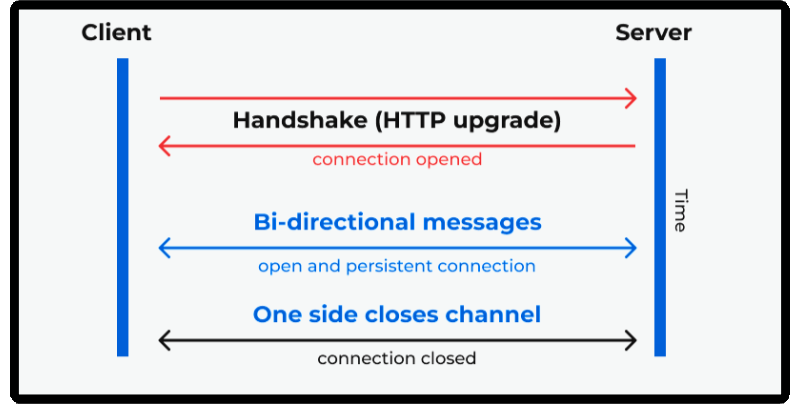 Client
Server
Handshake (HTTP upgrade)
connection opened
Time
Bi-directional messages
open and persistent connection
One side closes channel
connection closed